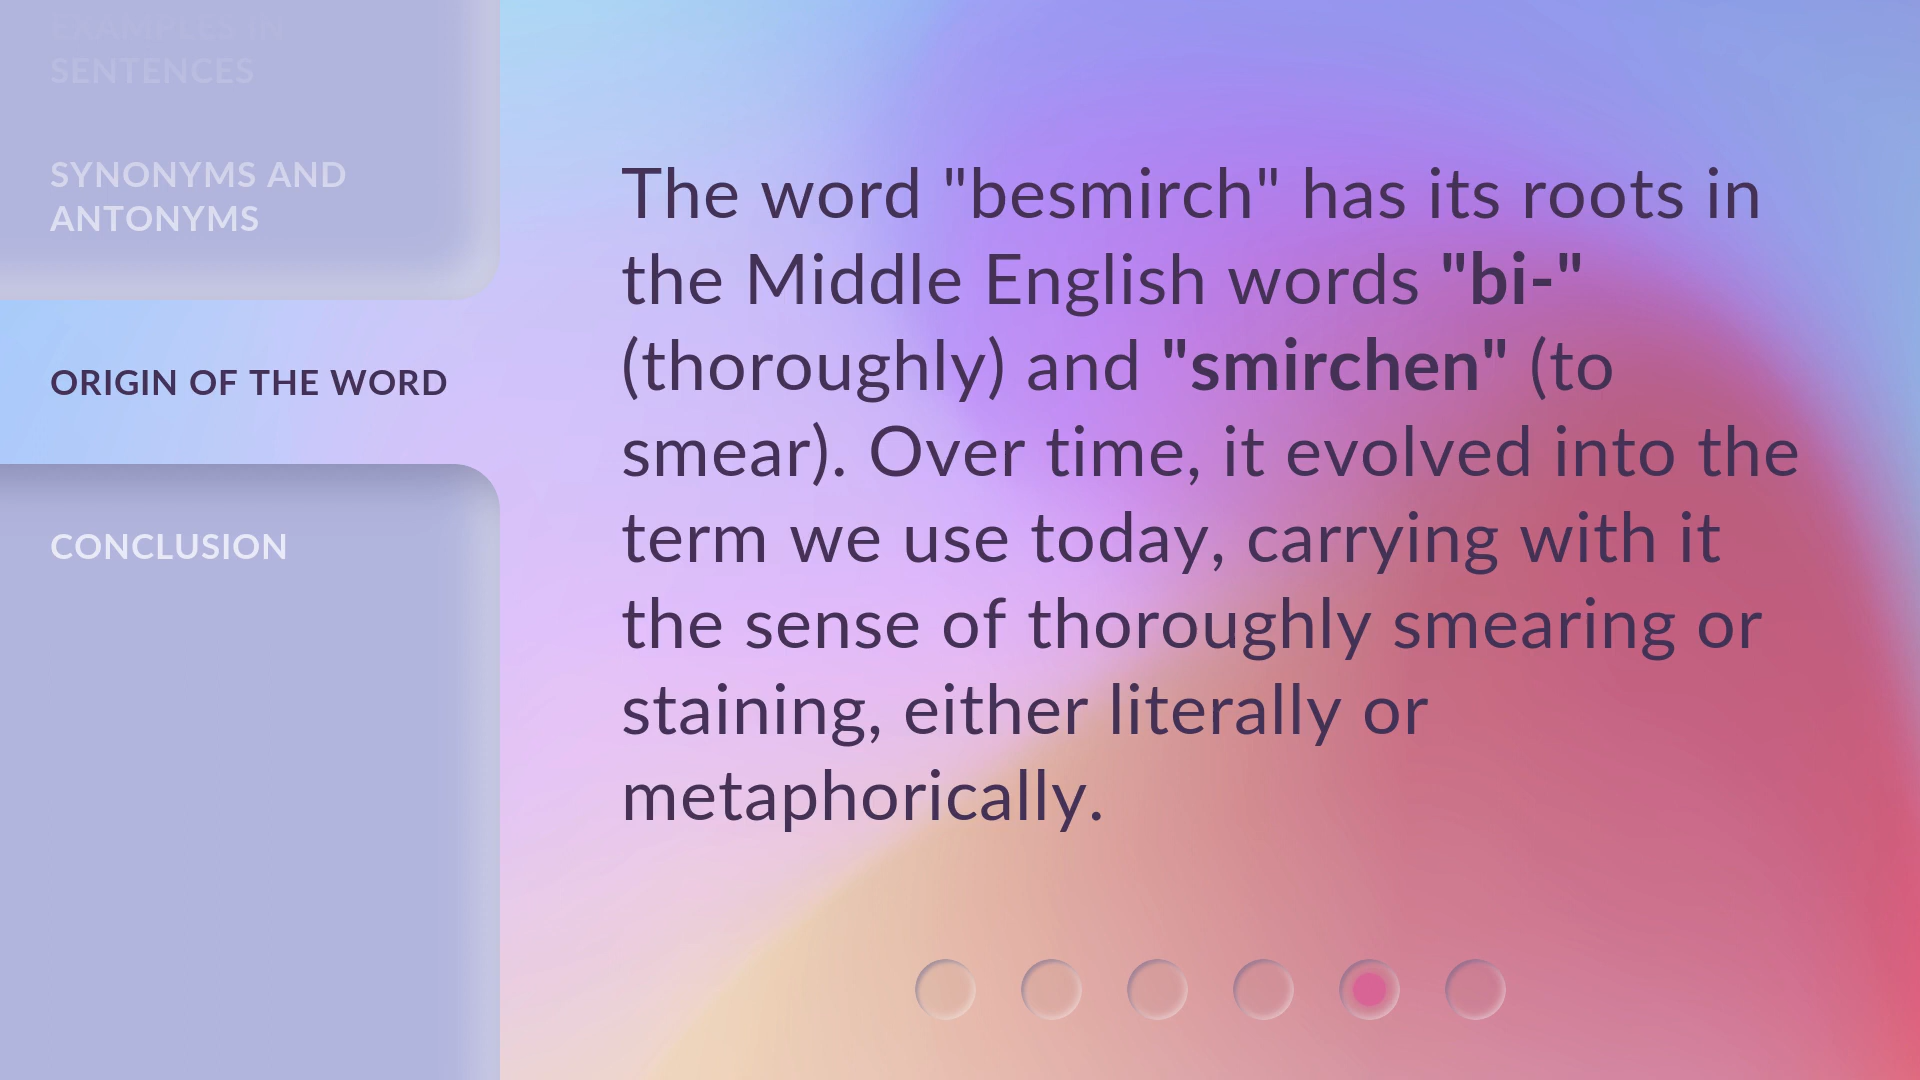 EXAMPLES IN
SENTENCES
SYNONYMS AND
ANTONYMS
ORIGIN OF THE WORD
CONCLUSION
The word "besmirch" has its roots in
the Middle English words "bi-"
(thoroughly) and "smirchen" (to
smear). Over time, it evolved into the
term we use today, carrying with it
the sense of thoroughly smearing or
staining, either literally or
metaphorically.